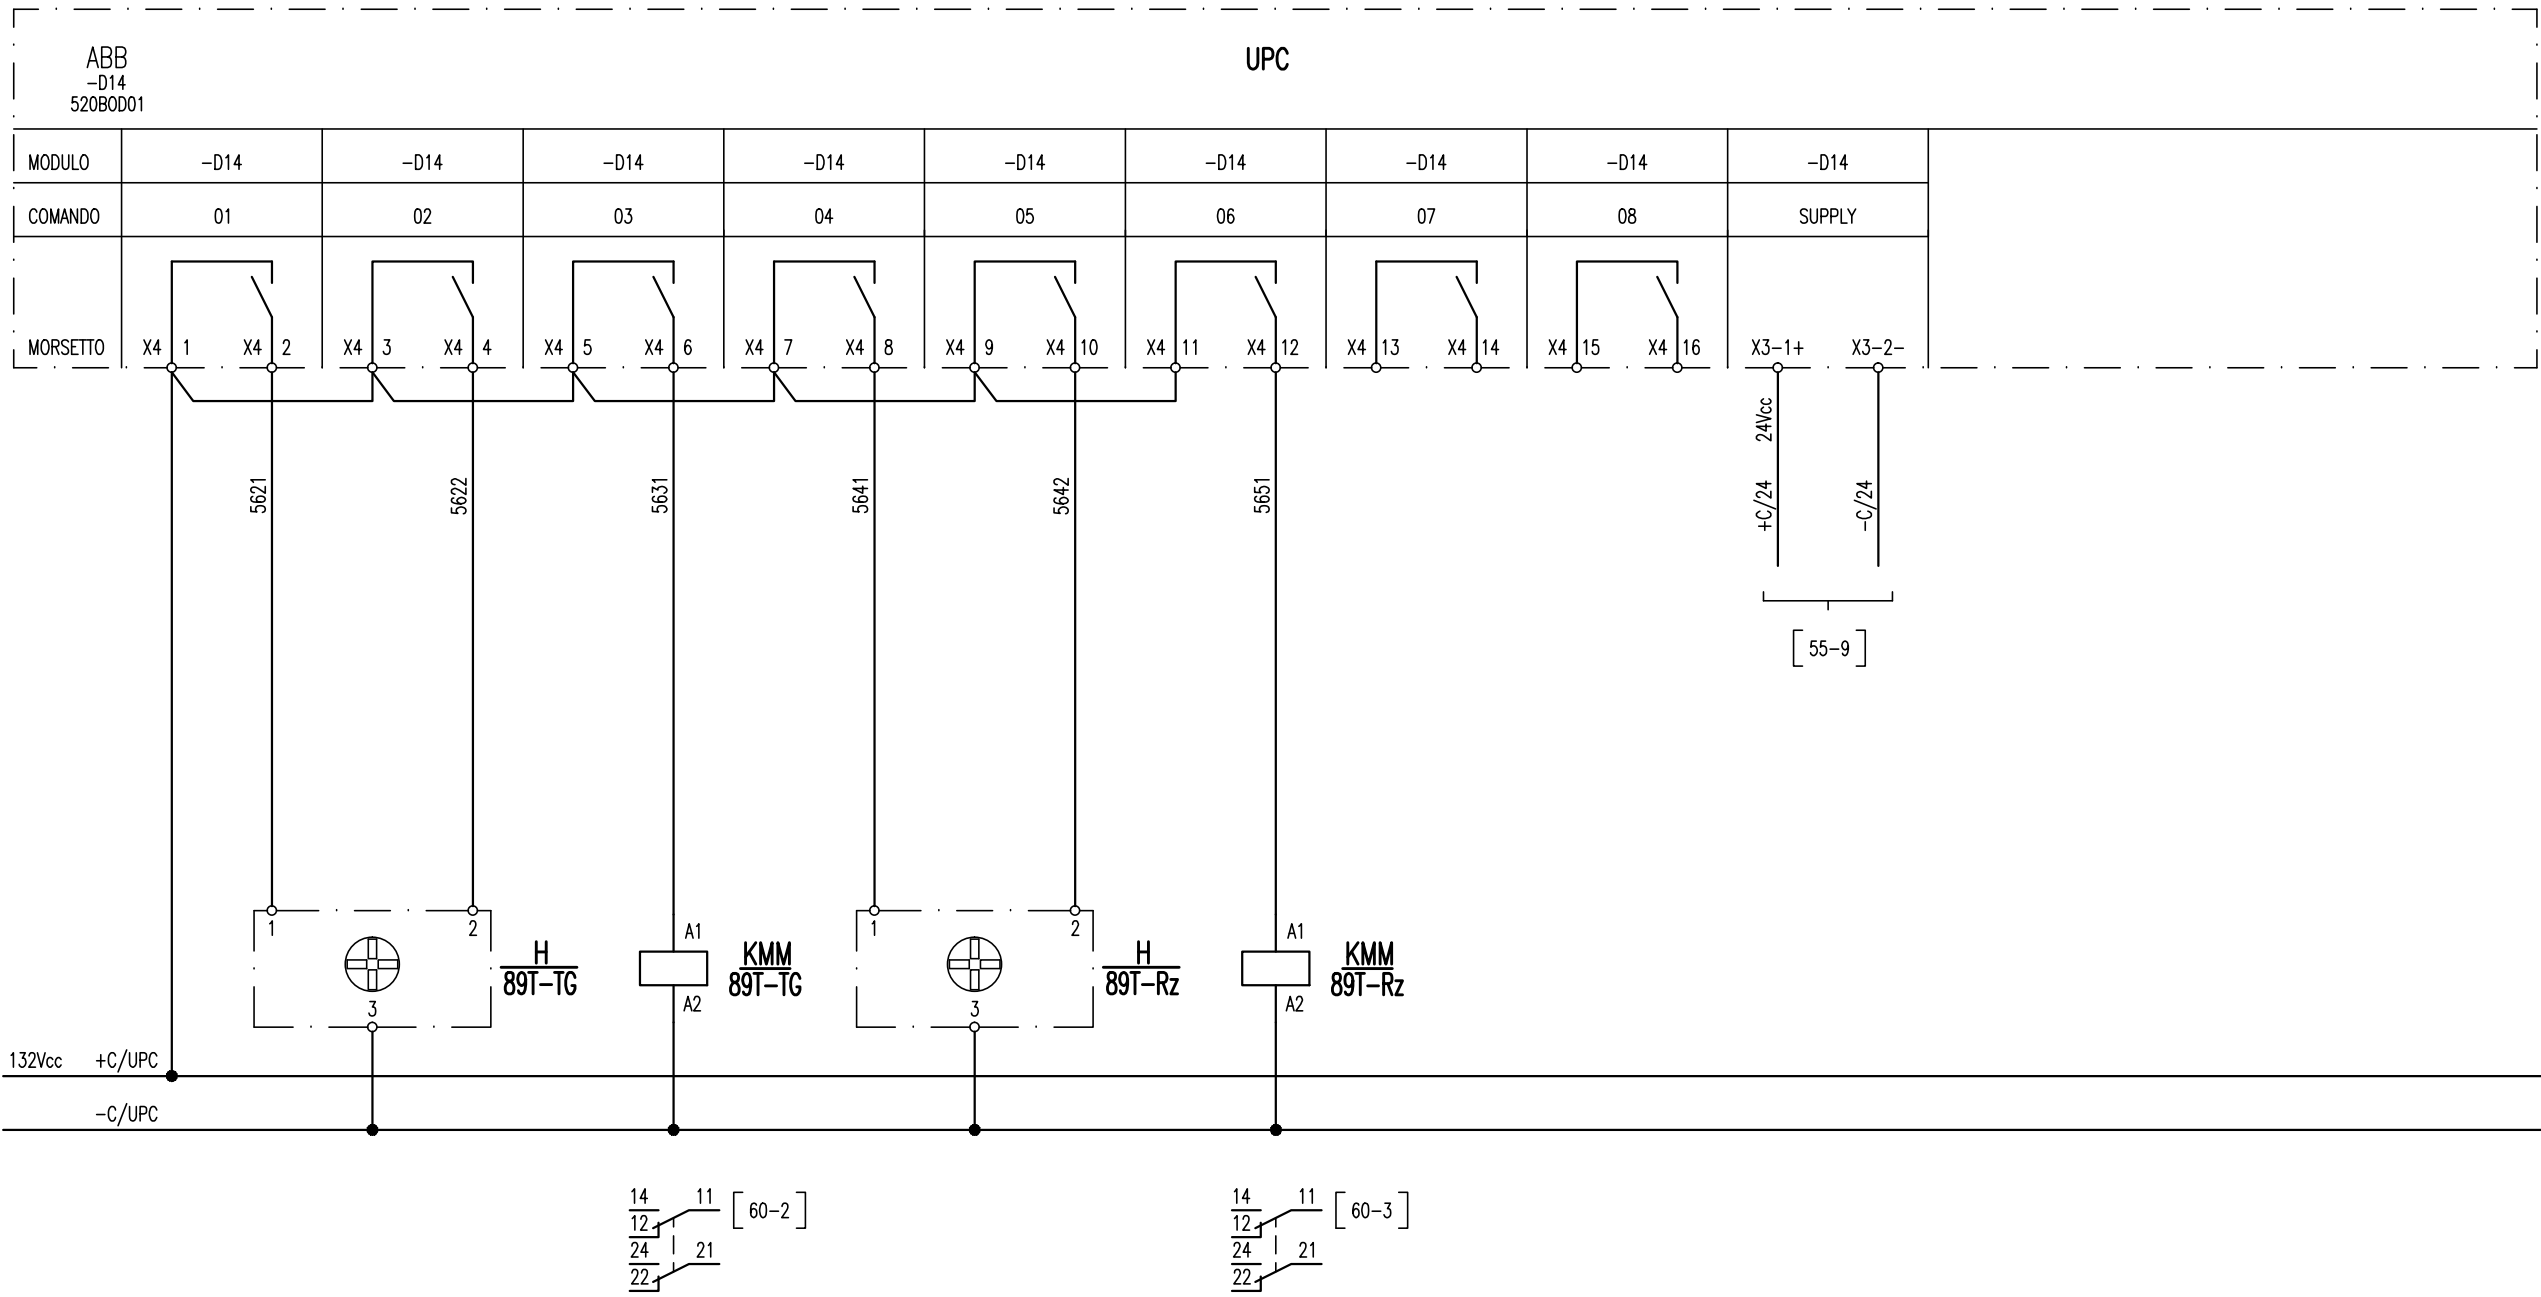 ABB
-D14
520BOD01
UPC
MODULO -D14 -D14 -D14 -D14 -D14 -D14 -D14 -D14 -D14
COMANDO 01 02 03 04 05 06 07 08 SUPPLY
MORSETTO X4 1 X4 2 X4 3 X4 4 X4 5 X4 6 X4 7 X4 8 X4 9 X4 10 X4 11 X4 12 X4 13 X4 14 X4 15 X4 16 X3-1+ X3-2-
24Vcc
5621 5622 5631 5641 5642 5651 +C/24 -C/24
55-9
1 2 A1 1 2 A1
H KMM H KMM
89T-TG 89T-TG 89T-Rz 89T-Rz
3 A2 3 A2
132Vcc +C/UPC
-C/UPC
14 11 60-2 14 11 60-3
12 12
24 21 24 21
22 22